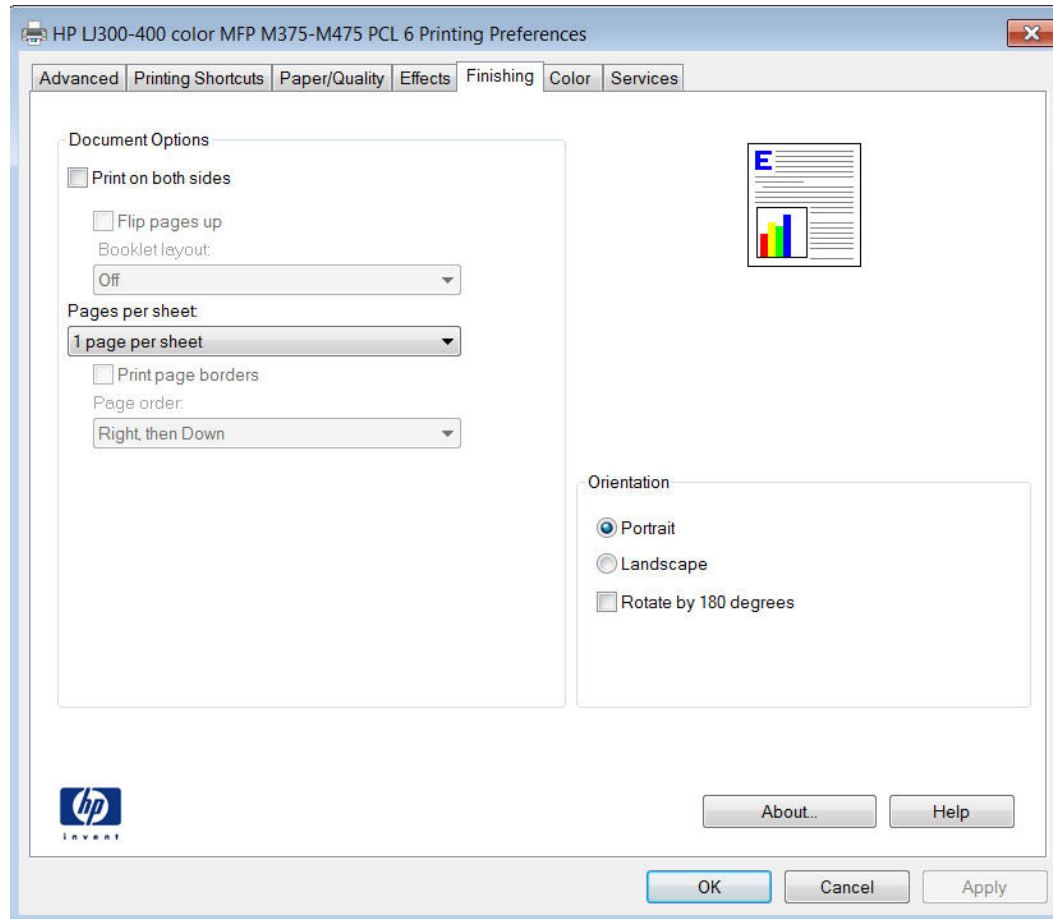 HP LJ300-400 color MFP M375-M475 PCL 6 Printing Preferences
Advanced Printing Shortcuts Paper/Quality Effects Finishing Color Services
Document Options
Print on both sides
Flip pages up
Booklet layout:
Off
Pages per sheet:
1 page per sheet
Print page borders
Page order:
Right, then Down
E
Orientation
Portrait
Landscape
Rotate by 180 degrees
hp
invent
About... Help
OK Cancel Apply